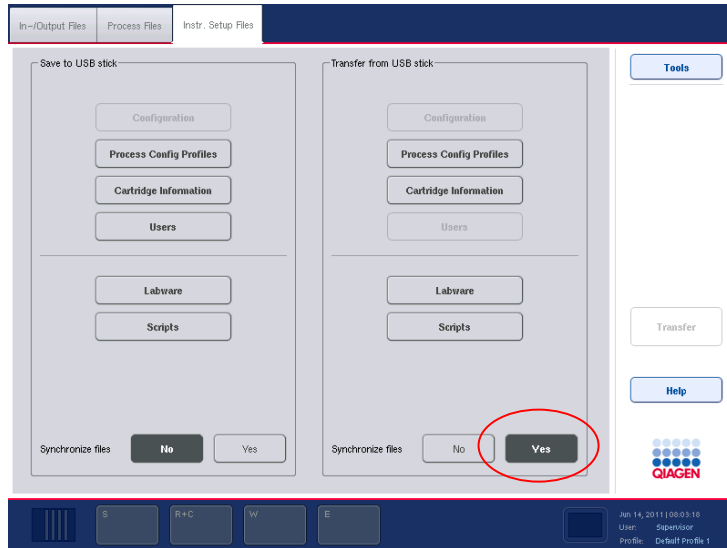 In-/Output Files
Process Files
Instr. Setup Files
Save to USB stick
Configuration
Process Config Profiles
Cartridge Information
Users
Labware
Scripts
Synchronize files No Yes
Transfer from USB stick
Configuration
Process Config Profiles
Cartridge Information
Users
Labware
Scripts
Synchronize files No Yes
Tools
Transfer
Help
QIAGEN
S
R+C
W
E
Jun 14, 2011 | 08:03:18
User: Supervisor
Profile: Default Profile 1